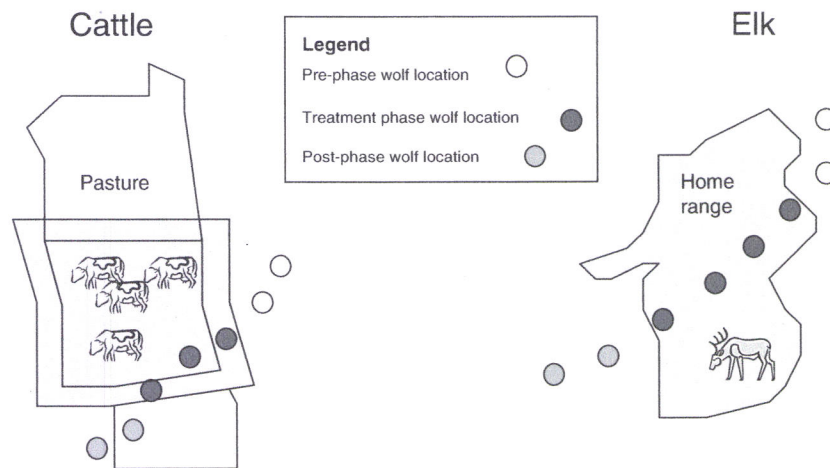 Cattle
Elk
Legend
Pre-phase wolf location
Treatment phase wolf location
Post-phase wolf location
Pasture
Home
range